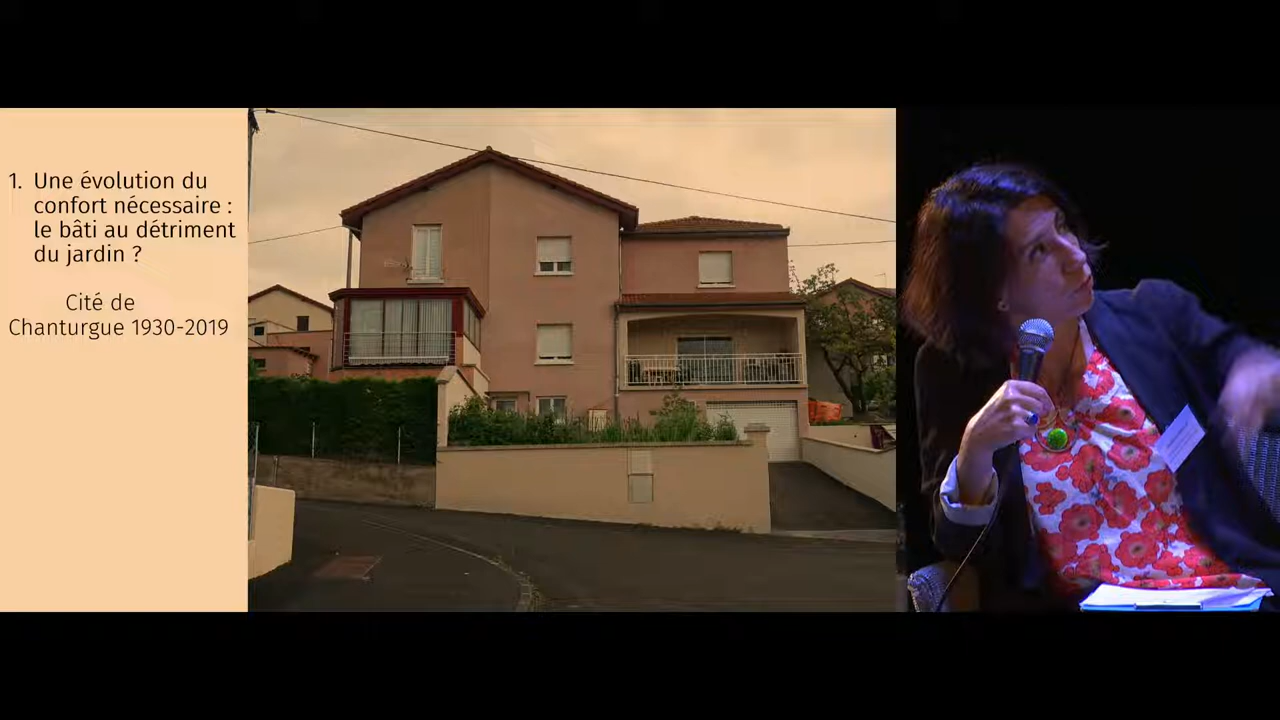 1. Une évolution du
confort nécessaire :
le bâti au détriment
du jardin ?
Cité de
Chanturgue 1930-2019